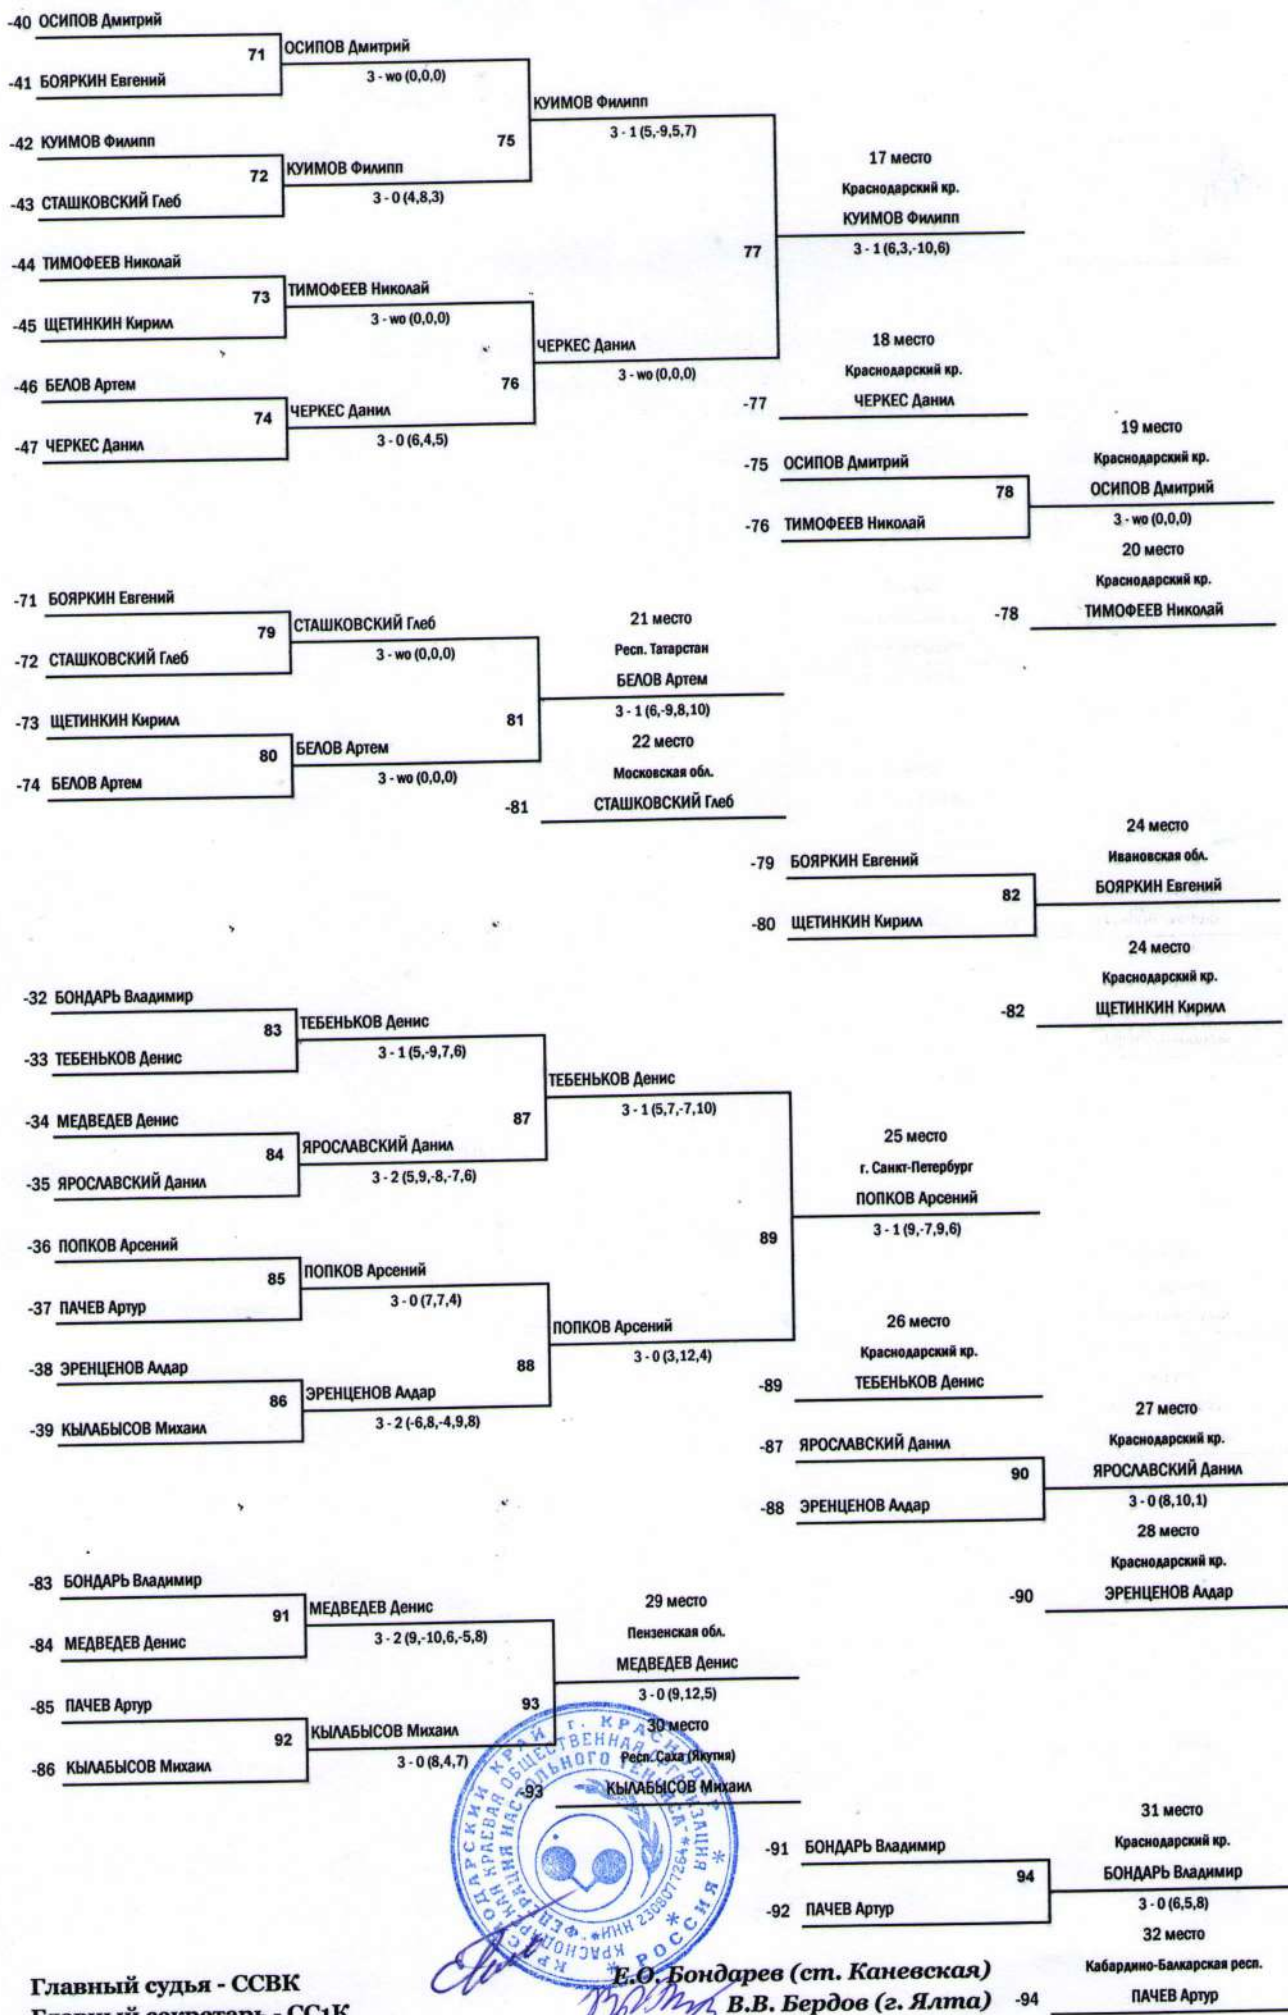 -40 ОСИПОВ Дмитрий
71
ОСИПОВ Дмитрий
3 - wo (0,0,0)
-41 БОЯРКИН Евгений
КУИМОВ Филипп
3 - 1 (5,-9,5,7)
75
-42 КУИМОВ Филипп
72
КУИМОВ Филипп
3 - 0 (4,8,3)
-43 СТАШКОВСКИЙ Глеб
17 место
Краснодарский кр.
КУИМОВ Филипп
3 - 1 (6,3,-10,6)
77
-44 ТИМОФЕЕВ Николай
73
ТИМОФЕЕВ Николай
3 - wo (0,0,0)
-45 ЩЕТИНКИН Кирилл
ЧЕРКЕС Данил
3 - wo (0,0,0)
76
-46 БЕЛОВ Артем
74
ЧЕРКЕС Данил
3 - 0 (6,4,5)
-47 ЧЕРКЕС Данил
18 место
Краснодарский кр.
-77 ЧЕРКЕС Данил
-75 ОСИПОВ Дмитрий
78
-76 ТИМОФЕЕВ Николай
19 место
Краснодарский кр.
ОСИПОВ Дмитрий
3 - wo (0,0,0)
20 место
Краснодарский кр.
-78 ТИМОФЕЕВ Николай
-71 БОЯРКИН Евгений
79
СТАШКОВСКИЙ Глеб
3 - wo (0,0,0)
-72 СТАШКОВСКИЙ Глеб
-73 ЩЕТИНКИН Кирилл
80
БЕЛОВ Артем
3 - wo (0,0,0)
-74 БЕЛОВ Артем
81
21 место
Респ. Татарстан
БЕЛОВ Артем
3 - 1 (6,-9,8,10)
22 место
Московская обл.
-81 СТАШКОВСКИЙ Глеб
-79 БОЯРКИН Евгений
82
-80 ЩЕТИНКИН Кирилл
24 место
Ивановская обл.
БОЯРКИН Евгений
24 место
Краснодарский кр.
-82 ЩЕТИНКИН Кирилл
-32 БОНДАРЬ Владимир
83
ТЕБЕНЬКОВ Денис
3 - 1 (5,-9,7,6)
-33 ТЕБЕНЬКОВ Денис
ТЕБЕНЬКОВ Денис
3 - 1 (5,7,-7,10)
87
-34 МЕДВЕДЕВ Денис
84
ЯРОСЛАВСКИЙ Данил
3 - 2 (5,9,-8,-7,6)
-35 ЯРОСЛАВСКИЙ Данил
25 место
г. Санкт-Петербург
ПОПКОВ Арсений
3 - 1 (9,-7,9,6)
89
-36 ПОПКОВ Арсений
85
ПОПКОВ Арсений
3 - 0 (7,7,4)
-37 ПАЧЕВ Артур
ПОПКОВ Арсений
3 - 0 (3,12,4)
88
-38 ЭРЕНЦЕНОВ Алдар
86
ЭРЕНЦЕНОВ Алдар
3 - 2 (-6,8,-4,9,8)
-39 КЫЛАБЫСОВ Михаил
26 место
Краснодарский кр.
-89 ТЕБЕНЬКОВ Денис
-87 ЯРОСЛАВСКИЙ Данил
90
-88 ЭРЕНЦЕНОВ Алдар
27 место
Краснодарский кр.
ЯРОСЛАВСКИЙ Данил
3 - 0 (8,10,1)
28 место
Краснодарский кр.
-90 ЭРЕНЦЕНОВ Алдар
-83 БОНДАРЬ Владимир
91
МЕДВЕДЕВ Денис
3 - 2 (9,-10,6,-5,8)
-84 МЕДВЕДЕВ Денис
-85 ПАЧЕВ Артур
92
КЫЛАБЫСОВ Михаил
3 - 0 (8,4,7)
-86 КЫЛАБЫСОВ Михаил
93
29 место
Пензенская обл.
МЕДВЕДЕВ Денис
3 - 0 (9,12,5)
30 место
Респ. Саха (Якутия)
-93 КЫЛАБЫСОВ Михаил
КРАСНОДАРСКИЙ КРАЙ г. КРАСНОДАР * РОССИЯ *
КРАСНОДАРСКАЯ КРАЕВАЯ ОБЩЕСТВЕННАЯ ОРГАНИЗАЦИЯ
ФЕДЕРАЦИЯ НАСТОЛЬНОГО ТЕННИСА
-91 БОНДАРЬ Владимир
94
-92 ПАЧЕВ Артур
31 место
Краснодарский кр.
БОНДАРЬ Владимир
3 - 0 (6,5,8)
32 место
Кабардино-Балкарская респ.
-94 ПАЧЕВ Артур
Главный судья - ССВК
Е.О. Бондарев (ст. Каневская)
Главный секретарь - СС1К
В.В. Бердов (г. Ялта)